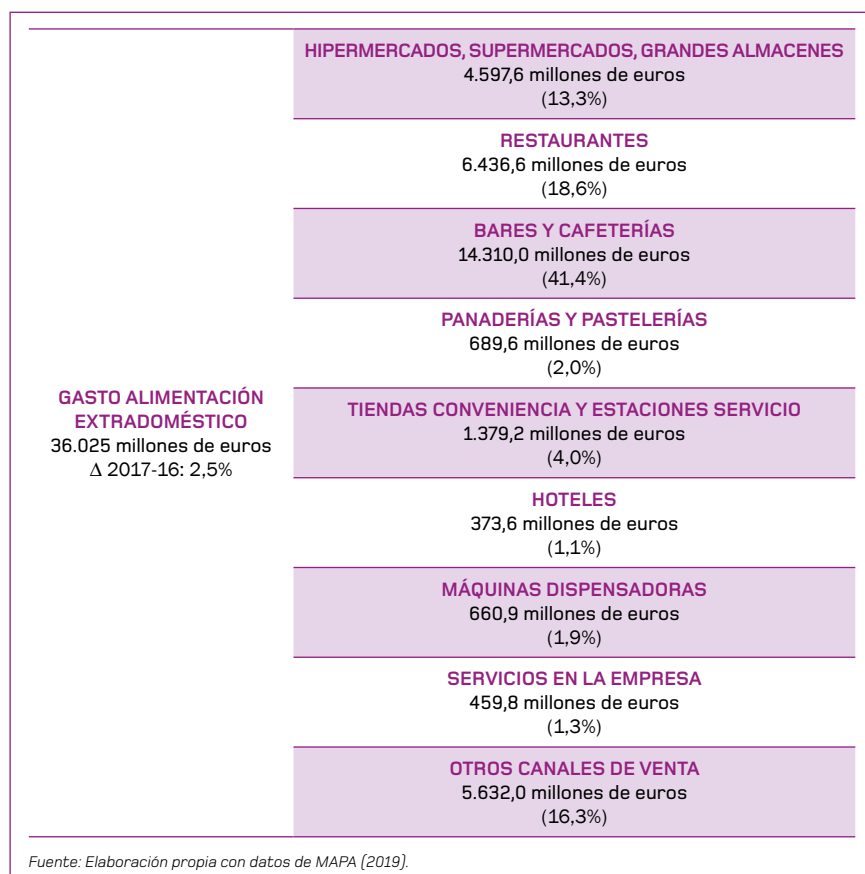 HIPERMERCADOS, SUPERMERCADOS, GRANDES ALMACENES
4.597,6 millones de euros
(13,3%)
RESTAURANTES
6.436,6 millones de euros
(18,6%)
BARES Y CAFETERÍAS
14.310,0 millones de euros
(41,4%)
PANADERÍAS Y PASTELERÍAS
689,6 millones de euros
(2,0%)
GASTO ALIMENTACIÓN
EXTRADOMÉSTICO
36.025 millones de euros
Δ 2017-16: 2,5%
TIENDAS CONVENIENCIA Y ESTACIONES SERVICIO
1.379,2 millones de euros
(4,0%)
HOTELES
373,6 millones de euros
(1,1%)
MÁQUINAS DISPENSADORAS
660,9 millones de euros
(1,9%)
SERVICIOS EN LA EMPRESA
459,8 millones de euros
(1,3%)
OTROS CANALES DE VENTA
5.632,0 millones de euros
(16,3%)
Fuente: Elaboración propia con datos de MAPA (2019).